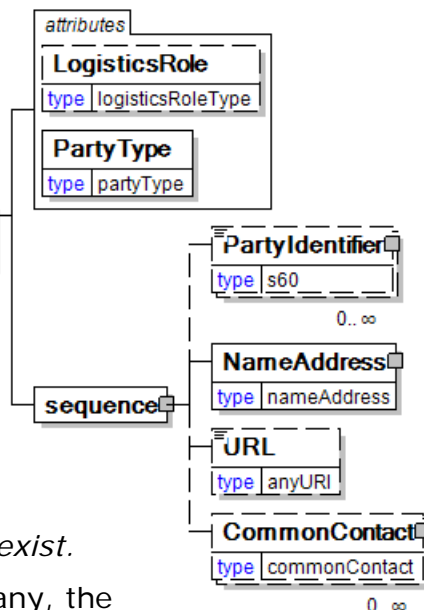 attributes
LogisticsRole
type logisticsRoleType
PartyType
type partyType
PartyIdentifier
type s60
0.. ∞
NameAddress
type nameAddress
sequence
URL
type anyURI
exist.
CommonContact
type commonContact
any, the
0.. ∞